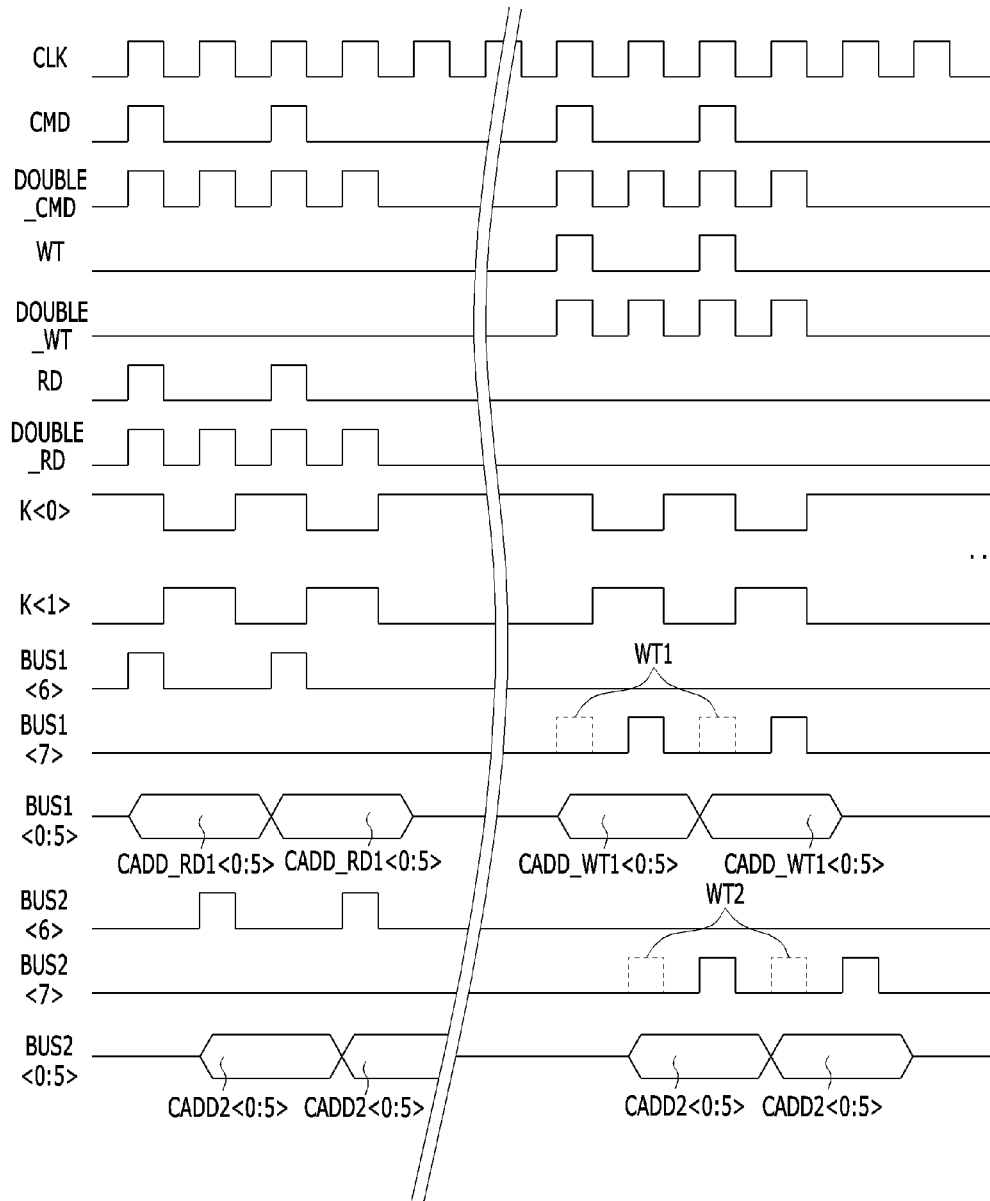 CLK
CMD
DOUBLE
_CMD
WT
DOUBLE
_WT
RD
DOUBLE
_RD
K<0>
..
K<1>
BUS1
<6>
WT1
BUS1
<7>
BUS1
<0:5>
CADD_RD1<0:5> CADD_RD1<0:5> CADD_WT1<0:5> CADD_WT1<0:5>
BUS2
<6>
WT2
BUS2
<7>
BUS2
<0:5>
CADD2<0:5> CADD2<0:5> CADD2<0:5> CADD2<0:5>